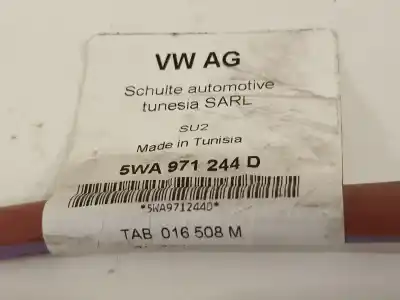 VW AG
Schulte automotive
tunesia SARL
SU2
Made in Tunisia
5WA 971 244 D
*5WA971244D*
TAB 016 508 M